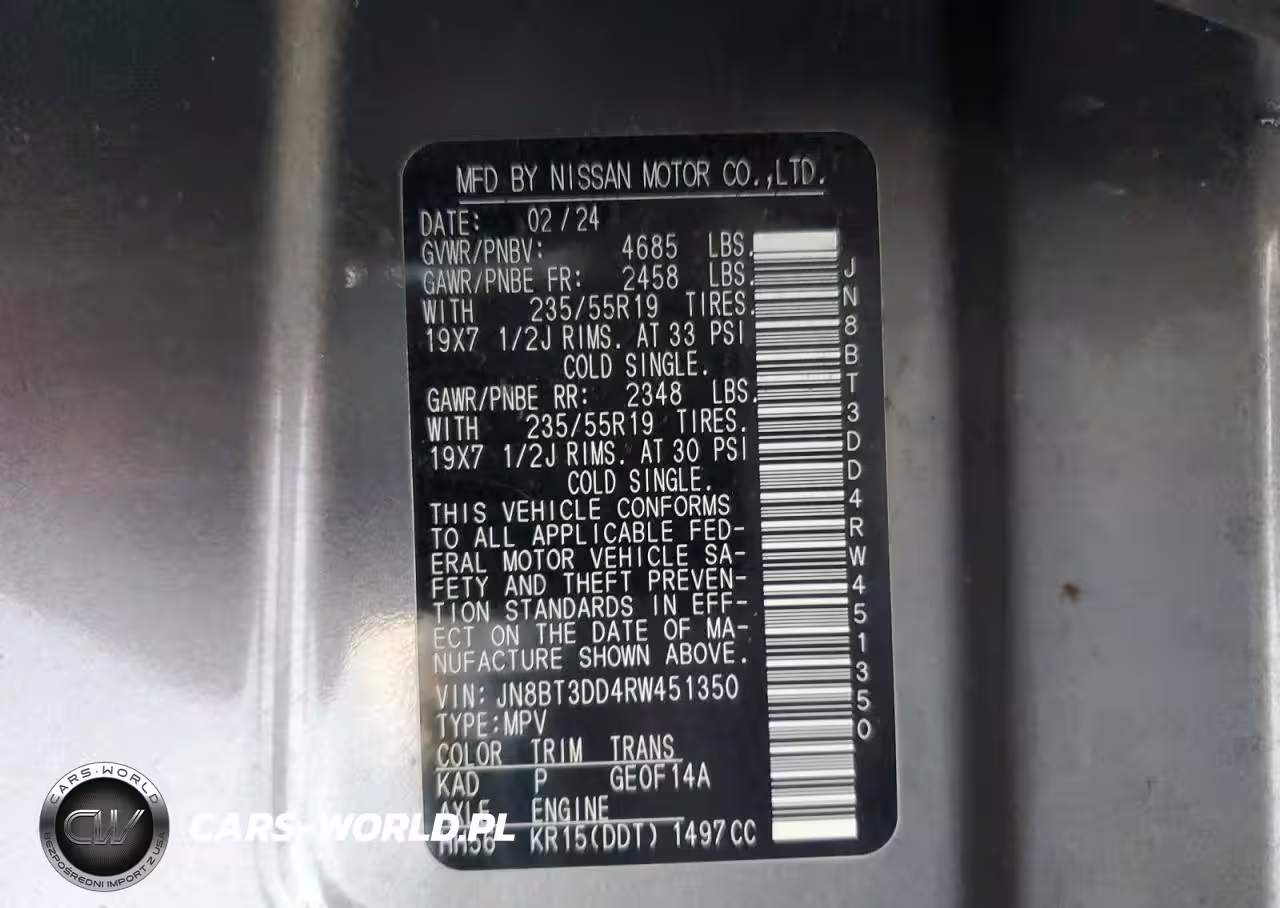 MFD BY NISSAN MOTOR CO.,LTD.
DATE: 02/24
GVWR/PNBV: 4685 LBS.
GAWR/PNBE FR: 2458 LBS.
WITH 235/55R19 TIRES.
19X7 1/2J RIMS. AT 33 PSI
COLD SINGLE.
GAWR/PNBE RR: 2348 LBS.
WITH 235/55R19 TIRES.
19X7 1/2J RIMS. AT 30 PSI
COLD SINGLE.
THIS VEHICLE CONFORMS
TO ALL APPLICABLE FED-
ERAL MOTOR VEHICLE SA-
FETY AND THEFT PREVEN-
TION STANDARDS IN EFF-
ECT ON THE DATE OF MA-
NUFACTURE SHOWN ABOVE.
VIN: JN8BT3DD4RW451350
TYPE:MPV
COLOR TRIM TRANS
KAD P GE0F14A
AXLE ENGINE
KR15(DDT) 1497CC
JN8BT3DD4RW451350
CARS-WORLD
CW
BEZPOŚREDNI IMPORT Z USA
CARS-WORLD.PL